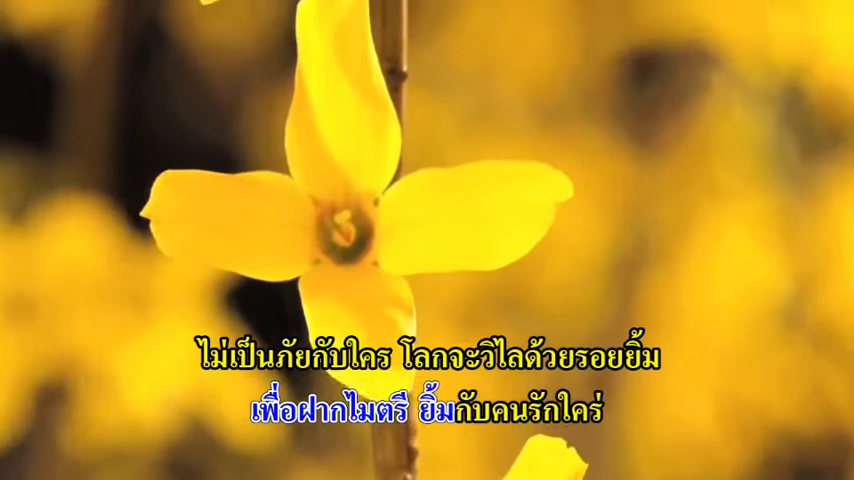 ไม่เป็นภัยกับใคร โลกจะวิไลด้วยรอยยิ้ม
เพื่อฝากไมตรี ยิ้มกับคนรักใคร่